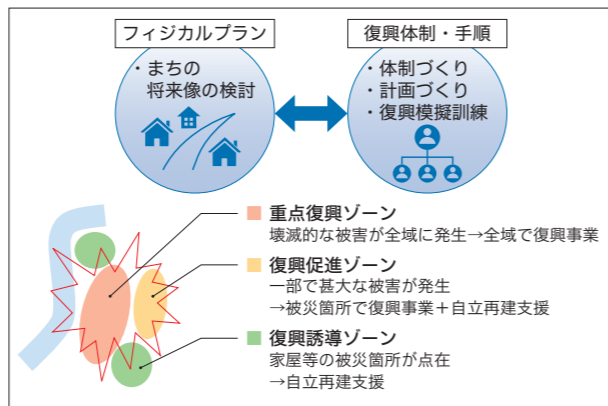 フィジカルプラン
・まちの
将来像の検討
復興体制・手順
・体制づくり
・計画づくり
・復興模擬訓練
重点復興ゾーン
壊滅的な被害が全域に発生→全域で復興事業
復興促進ゾーン
一部で甚大な被害が発生
→被災箇所で復興事業＋自立再建支援
復興誘導ゾーン
家屋等の被災箇所が点在
→自立再建支援